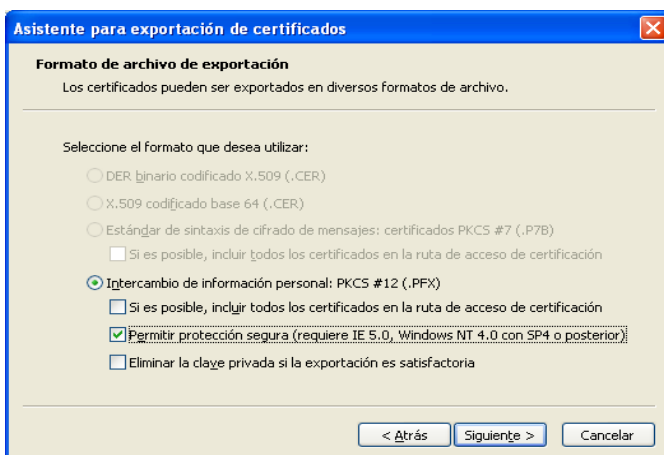 Asistente para exportación de certificados
Formato de archivo de exportación
Los certificados pueden ser exportados en diversos formatos de archivo.
Seleccione el formato que desea utilizar:
DER binario codificado X.509 (.CER)
X.509 codificado base 64 (.CER)
Estándar de sintaxis de cifrado de mensajes: certificados PKCS #7 (.P7B)
Si es posible, incluir todos los certificados en la ruta de acceso de certificación
Intercambio de información personal: PKCS #12 (.PFX)
Si es posible, incluir todos los certificados en la ruta de acceso de certificación
Permitir protección segura (requiere IE 5.0, Windows NT 4.0 con SP4 o posterior)
Eliminar la clave privada si la exportación es satisfactoria
< Atrás Siguiente > Cancelar